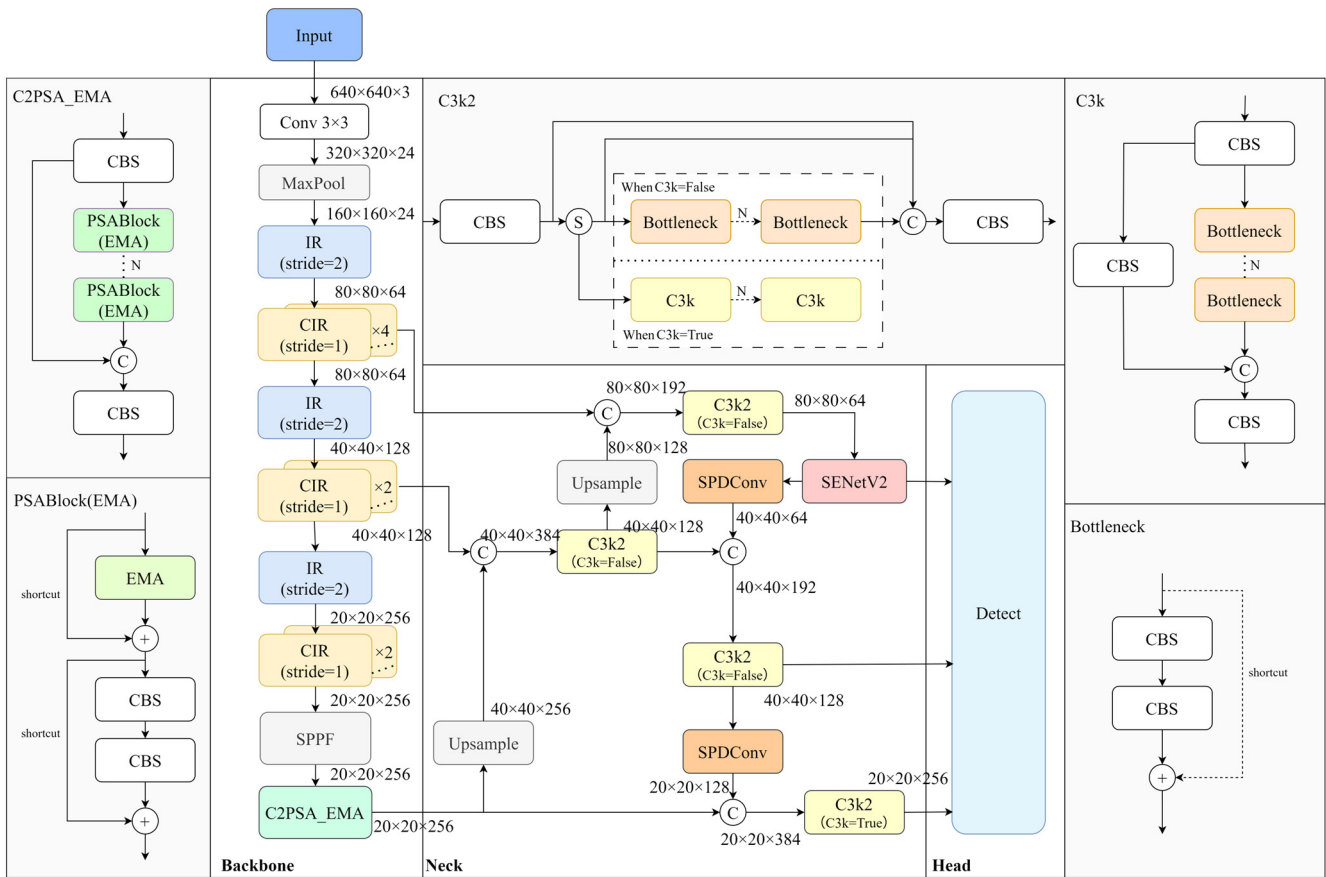 Input
C2PSA_EMA
CBS
PSABlock
(EMA)
N
PSABlock
(EMA)
C
CBS
PSABlock(EMA)
EMA
shortcut
+
CBS
shortcut
CBS
+
640×640×3
Conv 3×3
320×320×24
MaxPool
160×160×24
IR
(stride=2)
80×80×64
CIR
(stride=1)
×4
80×80×64
IR
(stride=2)
40×40×128
CIR
(stride=1)
×2
40×40×128
IR
(stride=2)
20×20×256
CIR
(stride=1)
×2
20×20×256
SPPF
20×20×256
C2PSA_EMA
20×20×256
Backbone
C3k2
When C3k=False
CBS
S
Bottleneck
N
Bottleneck
C
CBS
C3k
N
C3k
When C3k=True
80×80×192
C
C3k2
(C3k=False)
80×80×64
80×80×128
Upsample
SPDConv
SENetV2
40×40×64
C
40×40×384
C3k2
(C3k=False)
40×40×128
C
40×40×192
C3k2
(C3k=False)
40×40×128
40×40×256
Upsample
SPDConv
20×20×128
C
20×20×384
C3k2
(C3k=True)
20×20×256
Neck
Detect
Head
C3k
CBS
CBS
Bottleneck
N
Bottleneck
C
CBS
Bottleneck
CBS
shortcut
CBS
+